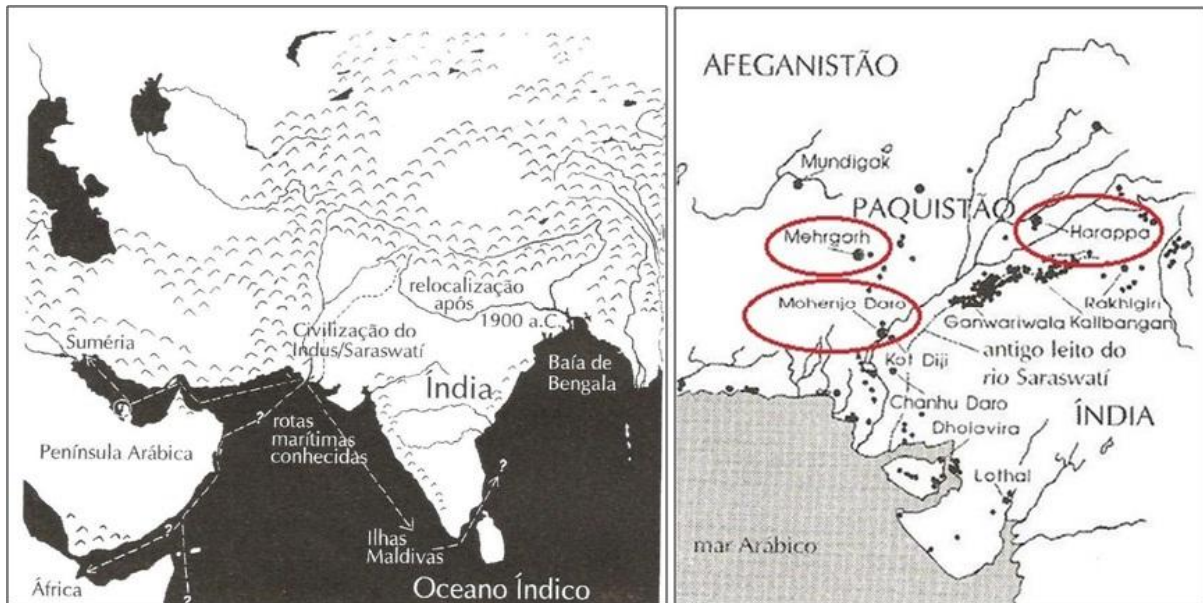 relocalização
após
1900 a.C.
Suméria
Civilização do
Indus/Saraswatí
Índia
Baía de
Bengala
?
?
rotas
marítimas
conhecidas
Península Arábica
?
?
?
Ilhas
Maldivas
África
?
Oceano Índico
AFEGANISTÃO
Mundigak
PAQUISTÃO
Mehrgarh
Harappa
Mohenjo Daro
Rakhigiri
Ganwariwala Kalibangan
antigo leito do
rio Saraswatí
Kot Diji
Chanhu Daro
ÍNDIA
Dholavira
Lothal
mar Arábico